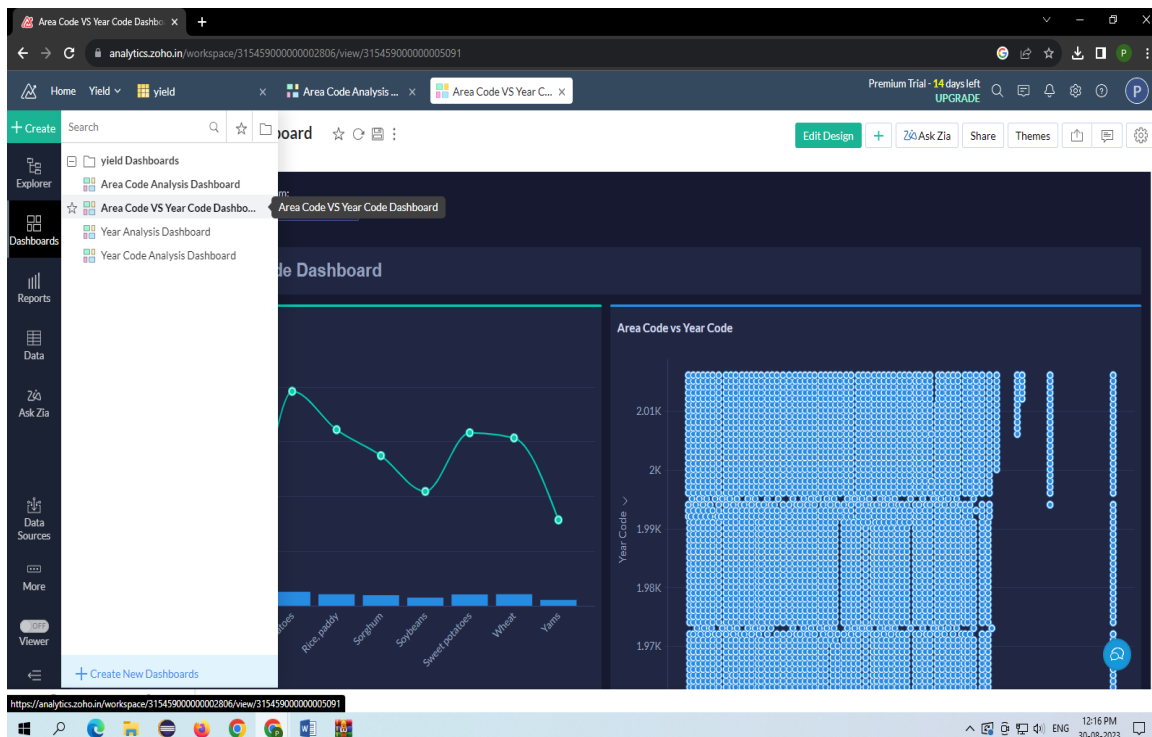 Area Code VS Year Code Dashbo
analytics.zoho.in/workspace/315459000000002806/view/315459000000005091
P
Home Yield yield Area Code Analysis ... Area Code VS Year C...
Premium Trial - 14 days left
UPGRADE
P
+ Create
Search
board
Edit Design + Ask Zia Share Themes
Explorer
Dashboards
Reports
Data
Ask Zia
Data
Sources
More
OFF
Viewer
yield Dashboards
Area Code Analysis Dashboard
Area Code VS Year Code Dashbo...
Year Analysis Dashboard
Year Code Analysis Dashboard
+ Create New Dashboards
m:
Area Code VS Year Code Dashboard
de Dashboard
toes
Rice, paddy
Sorghum
Soybeans
Sweet potatoes
Wheat
Yams
Area Code vs Year Code
Year Code
2.01K
2K
1.99K
1.98K
1.97K
https://analytics.zoho.in/workspace/315459000000002806/view/315459000000005091
ENG
12:16 PM
30-08-2023